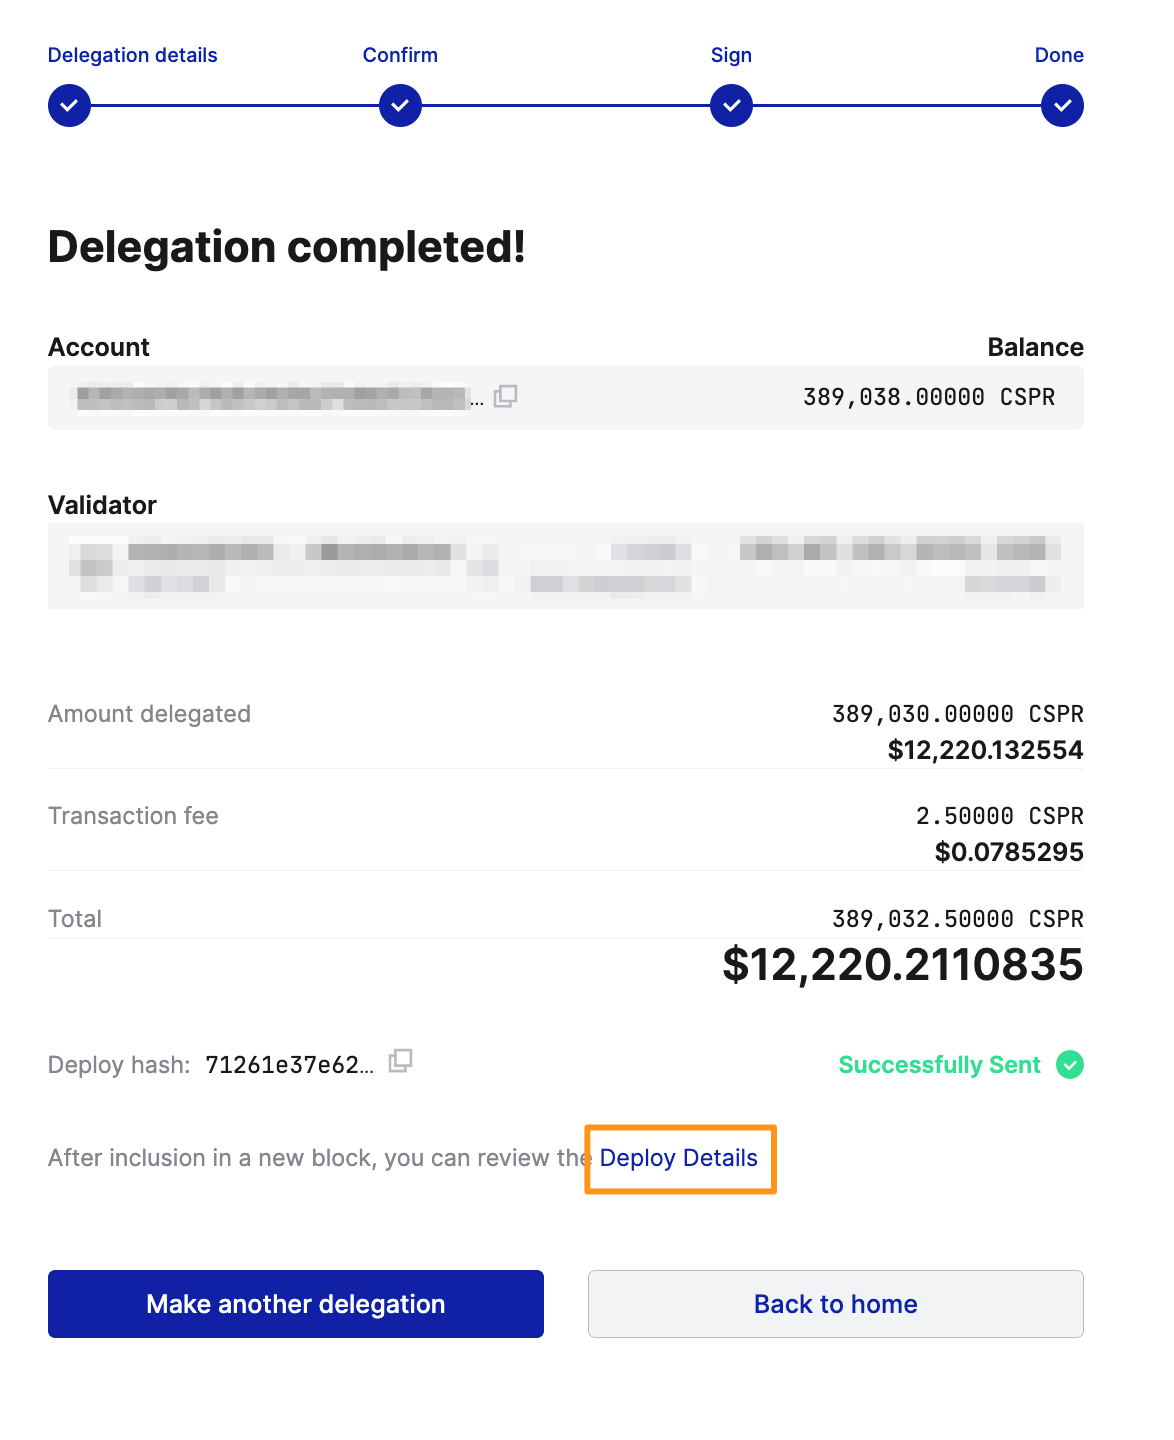 Delegation details Confirm Sign Done
Delegation completed!
Account Balance
... 389,038.00000 CSPR
Validator
Amount delegated 389,030.00000 CSPR
$12,220.132554
Transaction fee 2.50000 CSPR
$0.0785295
Total 389,032.50000 CSPR
$12,220.2110835
Deploy hash: 71261e37e62... Successfully Sent
After inclusion in a new block, you can review the Deploy Details
Make another delegation Back to home